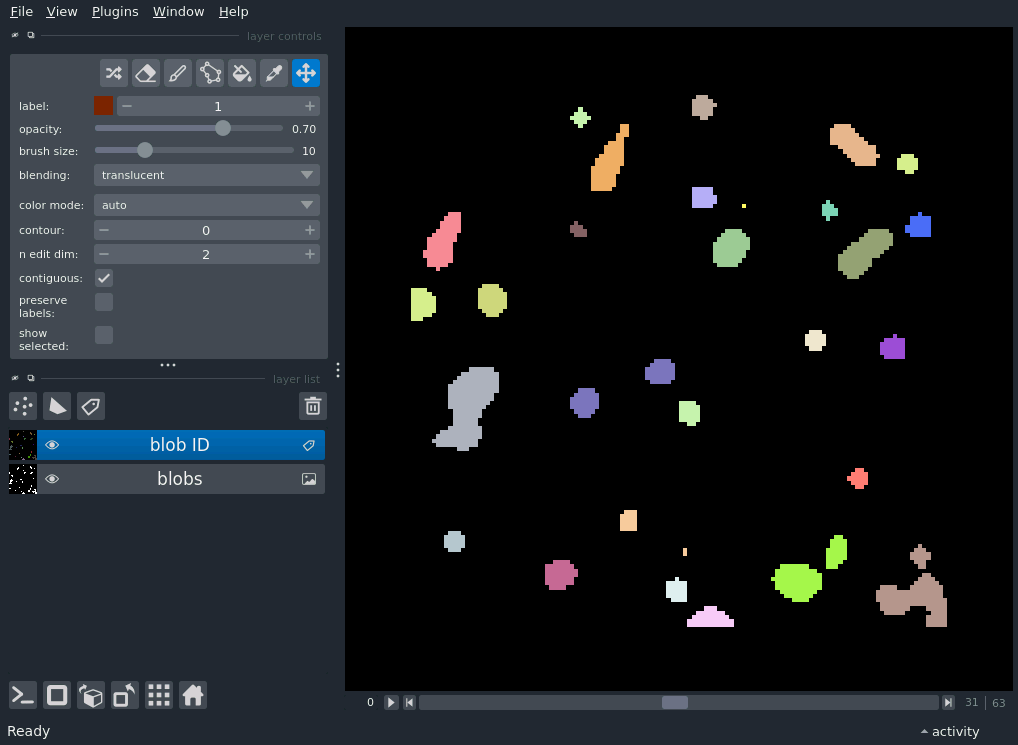 File View Plugins Window Help
layer controls
label: 1
opacity: 0.70
brush size: 10
blending: translucent
color mode: auto
contour: 0
n edit dim: 2
contiguous:
preserve
labels:
show
selected:
layer list
blob ID
blobs
0 31 | 63
Ready activity